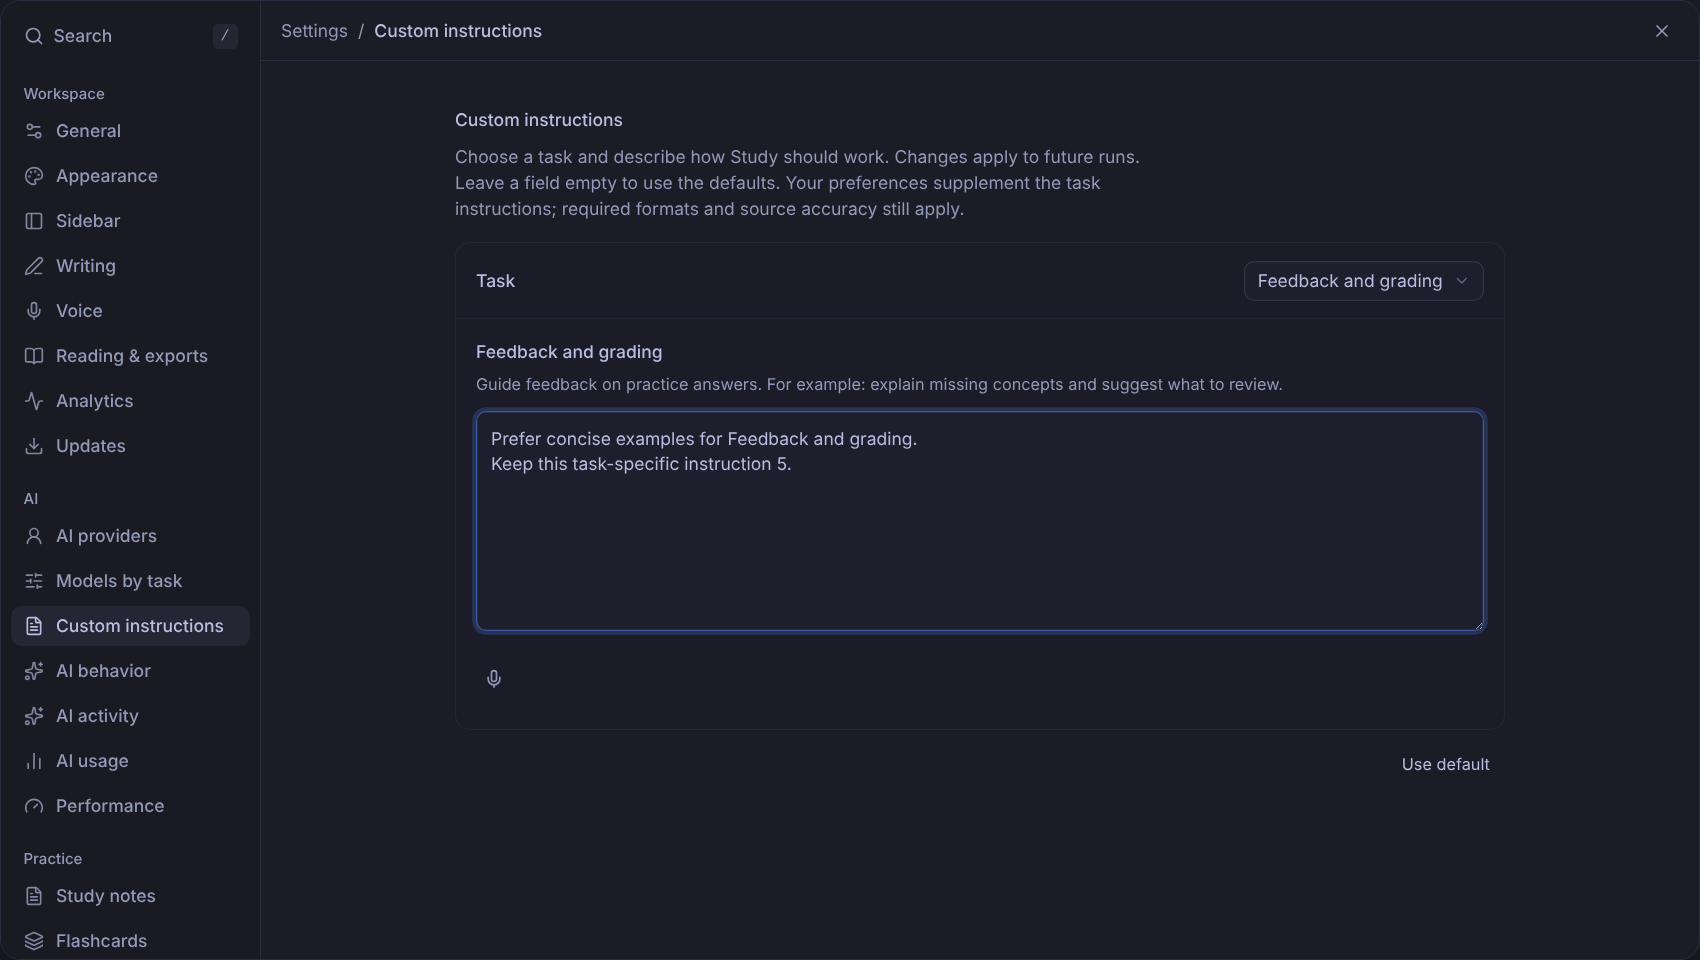 Search
/
Workspace
General
Appearance
Sidebar
Writing
Voice
Reading & exports
Analytics
Updates
AI
AI providers
Models by task
Custom instructions
AI behavior
AI activity
AI usage
Performance
Practice
Study notes
Flashcards
Settings / Custom instructions
Custom instructions
Choose a task and describe how Study should work. Changes apply to future runs.
Leave a field empty to use the defaults. Your preferences supplement the task
instructions; required formats and source accuracy still apply.
Task
Feedback and grading
Feedback and grading
Guide feedback on practice answers. For example: explain missing concepts and suggest what to review.
Prefer concise examples for Feedback and grading.
Keep this task-specific instruction 5.
Use default